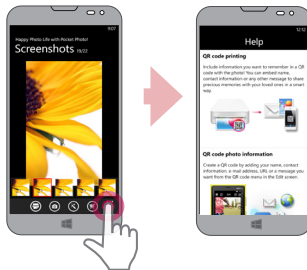 9:07
Happy Photo Life with Pocket Photo!
Screenshots 19/22
12:12
Help
QR code printing
Include information you want to remember in a QR
code with the photo! You can embed name,
contact information or any other message to share
precious memories with your loved ones in a smart
way.
QR code photo information
Create a QR code by adding your name, contact
information, e-mail address, URL or a message you
want from the QR code menu in the Edit screen.